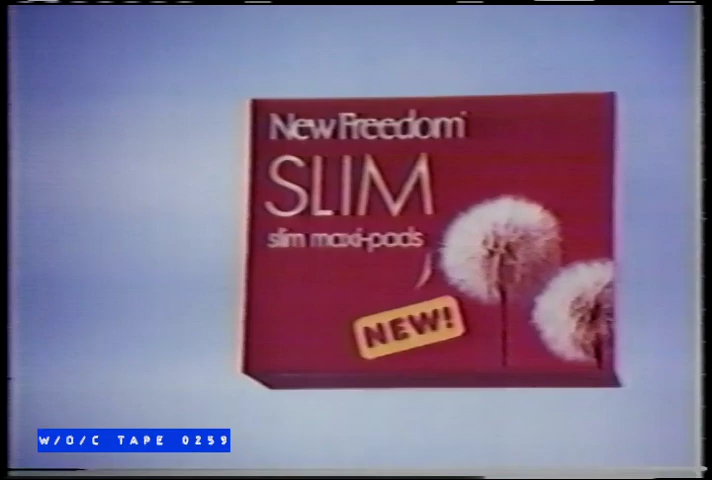 New Freedom
SLIM
slim maxi-pads
NEW!
W/O/C TAPE 0259